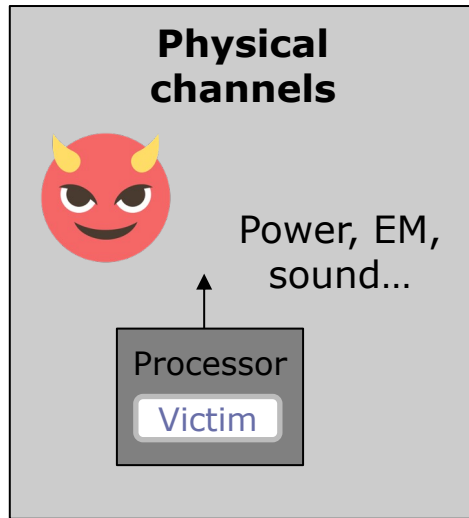 Physical
channels
Power, EM,
sound…
Processor
Victim